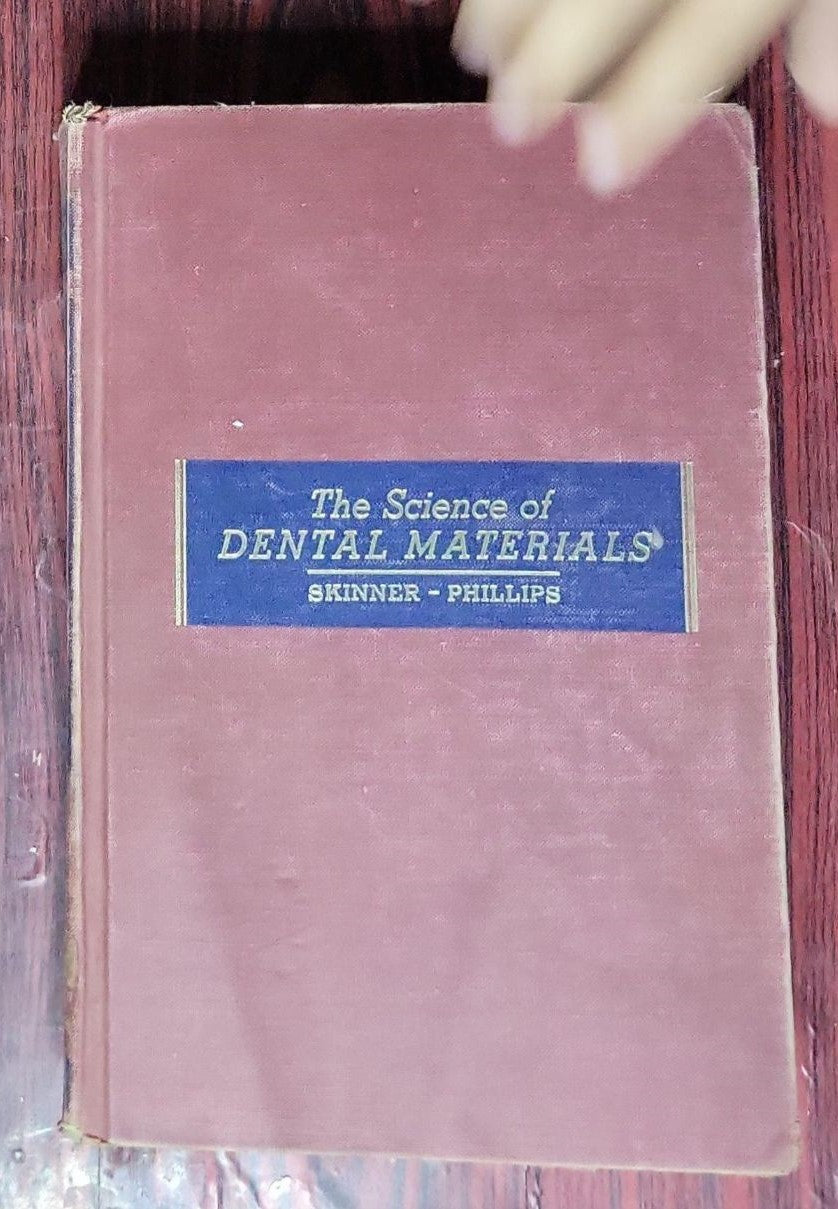 The Science of
DENTAL MATERIALS
SKINNER - PHILLIPS